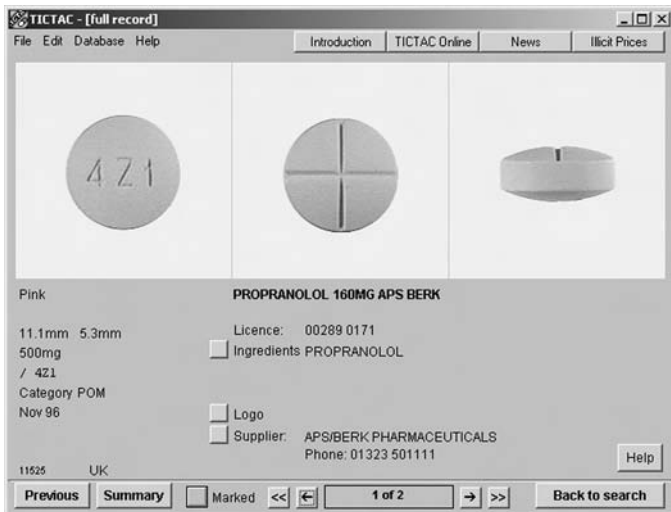 TICTAC - [full record]
File Edit Database Help
Introduction TICTAC Online News Illicit Prices
4Z1
Pink
PROPRANOLOL 160MG APS BERK
11.1mm 5.3mm
Licence: 00289 0171
500mg
Ingredients PROPRANOLOL
/ 4Z1
Category POM
Nov 96
Logo
Supplier: APS/BERK PHARMACEUTICALS
Phone: 01323 501111
Help
11525 UK
Previous Summary Marked << ← 1 of 2 → >> Back to search